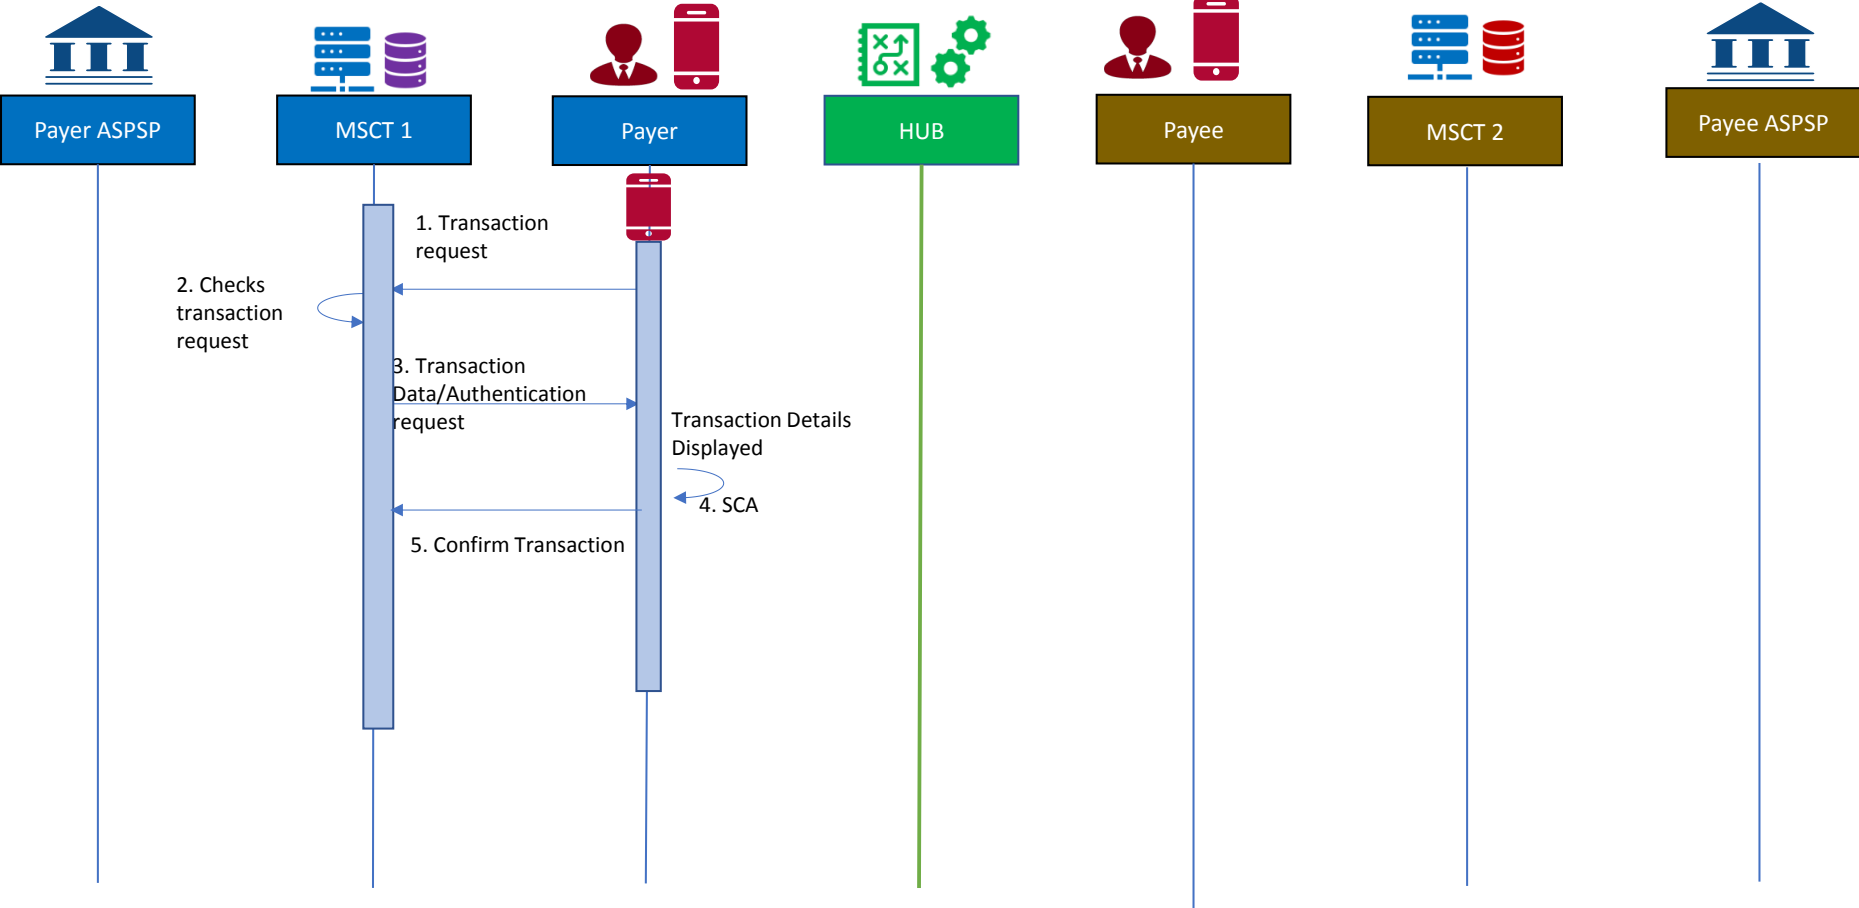 Payer ASPSP
MSCT 1
Payer
HUB
Payee
MSCT 2
Payee ASPSP
1. Transaction
request
2. Checks
transaction
request
3. Transaction
Data/Authentication
request
Transaction Details
Displayed
4. SCA
5. Confirm Transaction